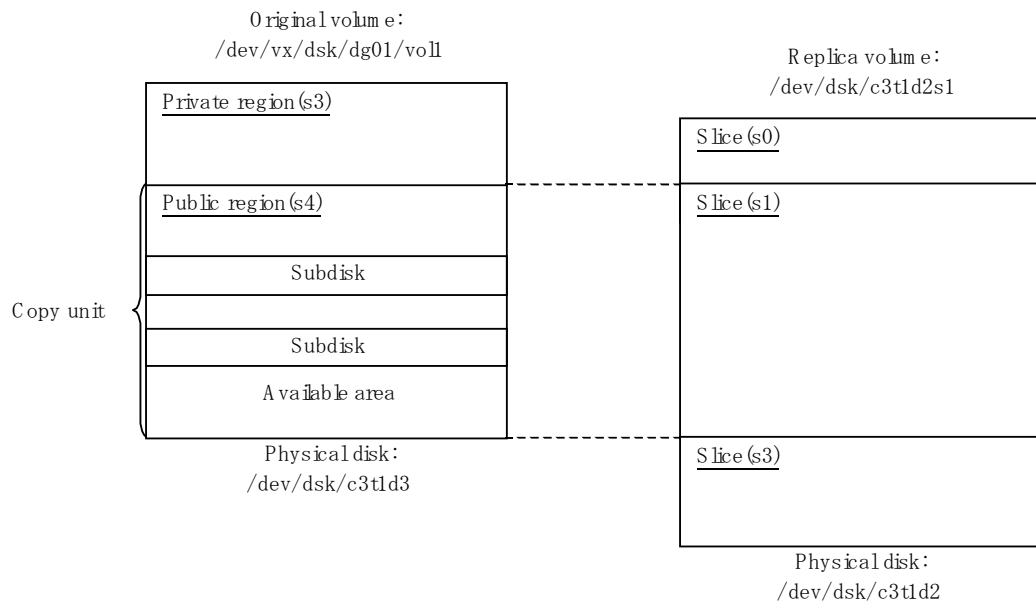 Original volume:
/dev/vx/dsk/dg01/vol1
Private region(s3)
Public region(s4)
Subdisk
Subdisk
Available area
Copy unit
Physical disk:
/dev/dsk/c3t1d3
Replica volume:
/dev/dsk/c3t1d2s1
Slice(s0)
Slice(s1)
Slice(s3)
Physical disk:
/dev/dsk/c3t1d2